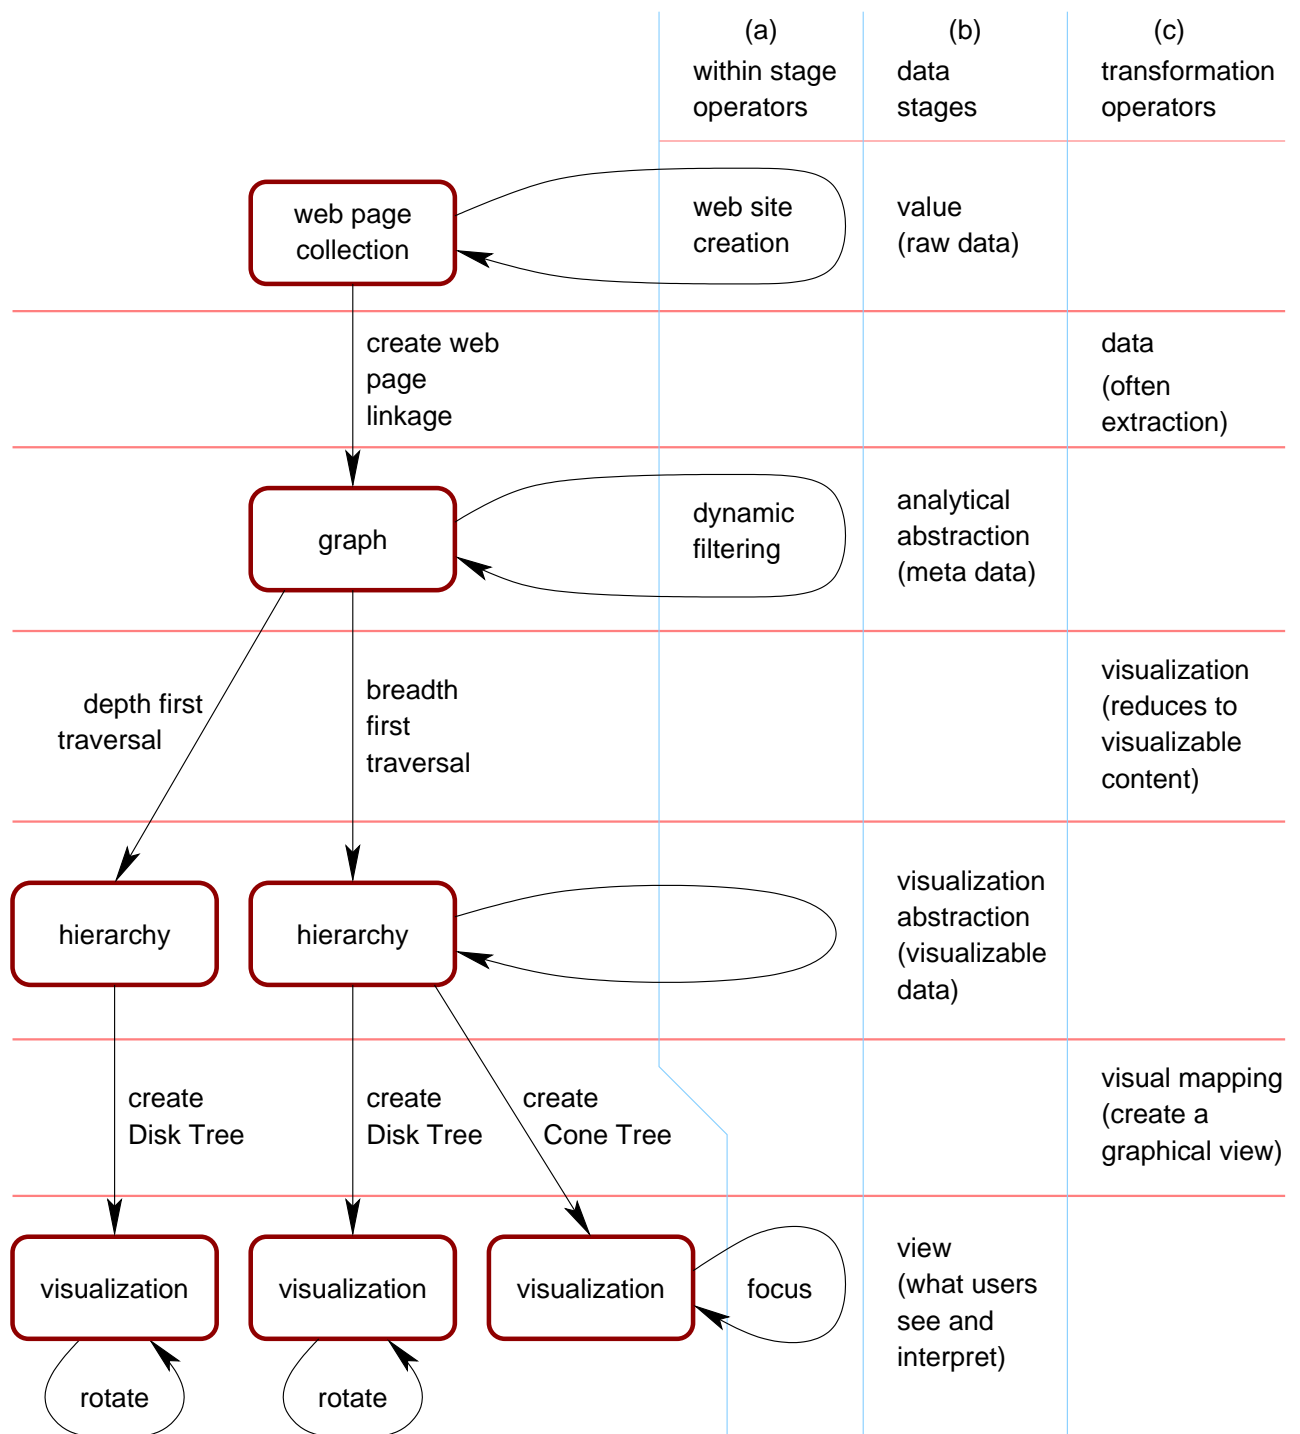 (a)
within stage
operators
(b)
data
stages
(c)
transformation
operators
web page
collection
web site
creation
value
(raw data)
create web
page
linkage
data
(often
extraction)
graph
dynamic
filtering
analytical
abstraction
(meta data)
depth first
traversal
breadth
first
traversal
visualization
(reduces to
visualizable
content)
hierarchy
hierarchy
visualization
abstraction
(visualizable
data)
create
Disk Tree
create
Disk Tree
create
Cone Tree
visual mapping
(create a
graphical view)
visualization
visualization
visualization
focus
view
(what users
see and
interpret)
rotate
rotate